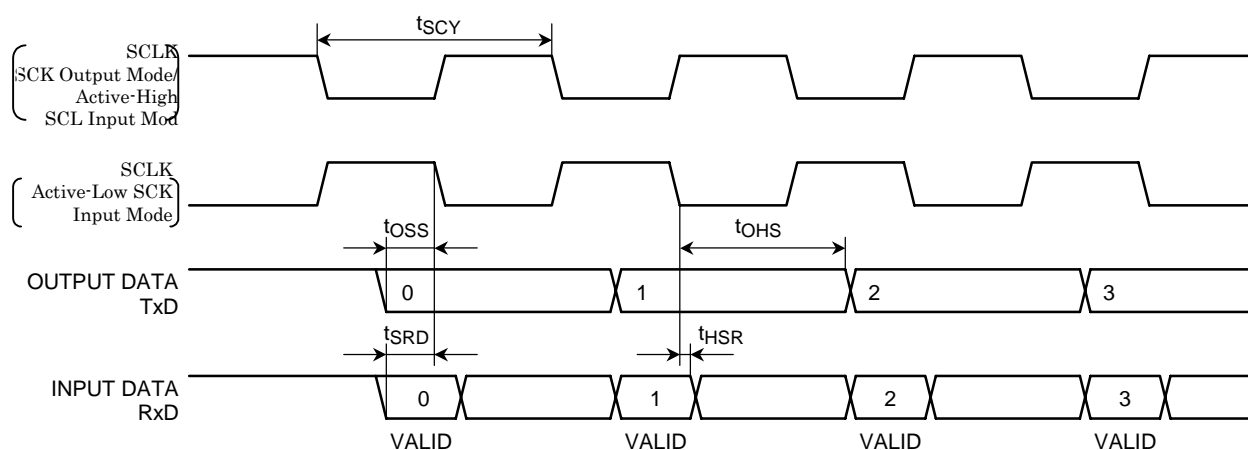 tSCY
SCLK
SCK Output Mode/
Active-High
SCL Input Mod
SCLK
Active-Low SCK
Input Mode
tOSS
tOHS
OUTPUT DATA
TxD
0
1
2
3
tSRD
tHSR
INPUT DATA
RxD
0
1
2
3
VALID
VALID
VALID
VALID